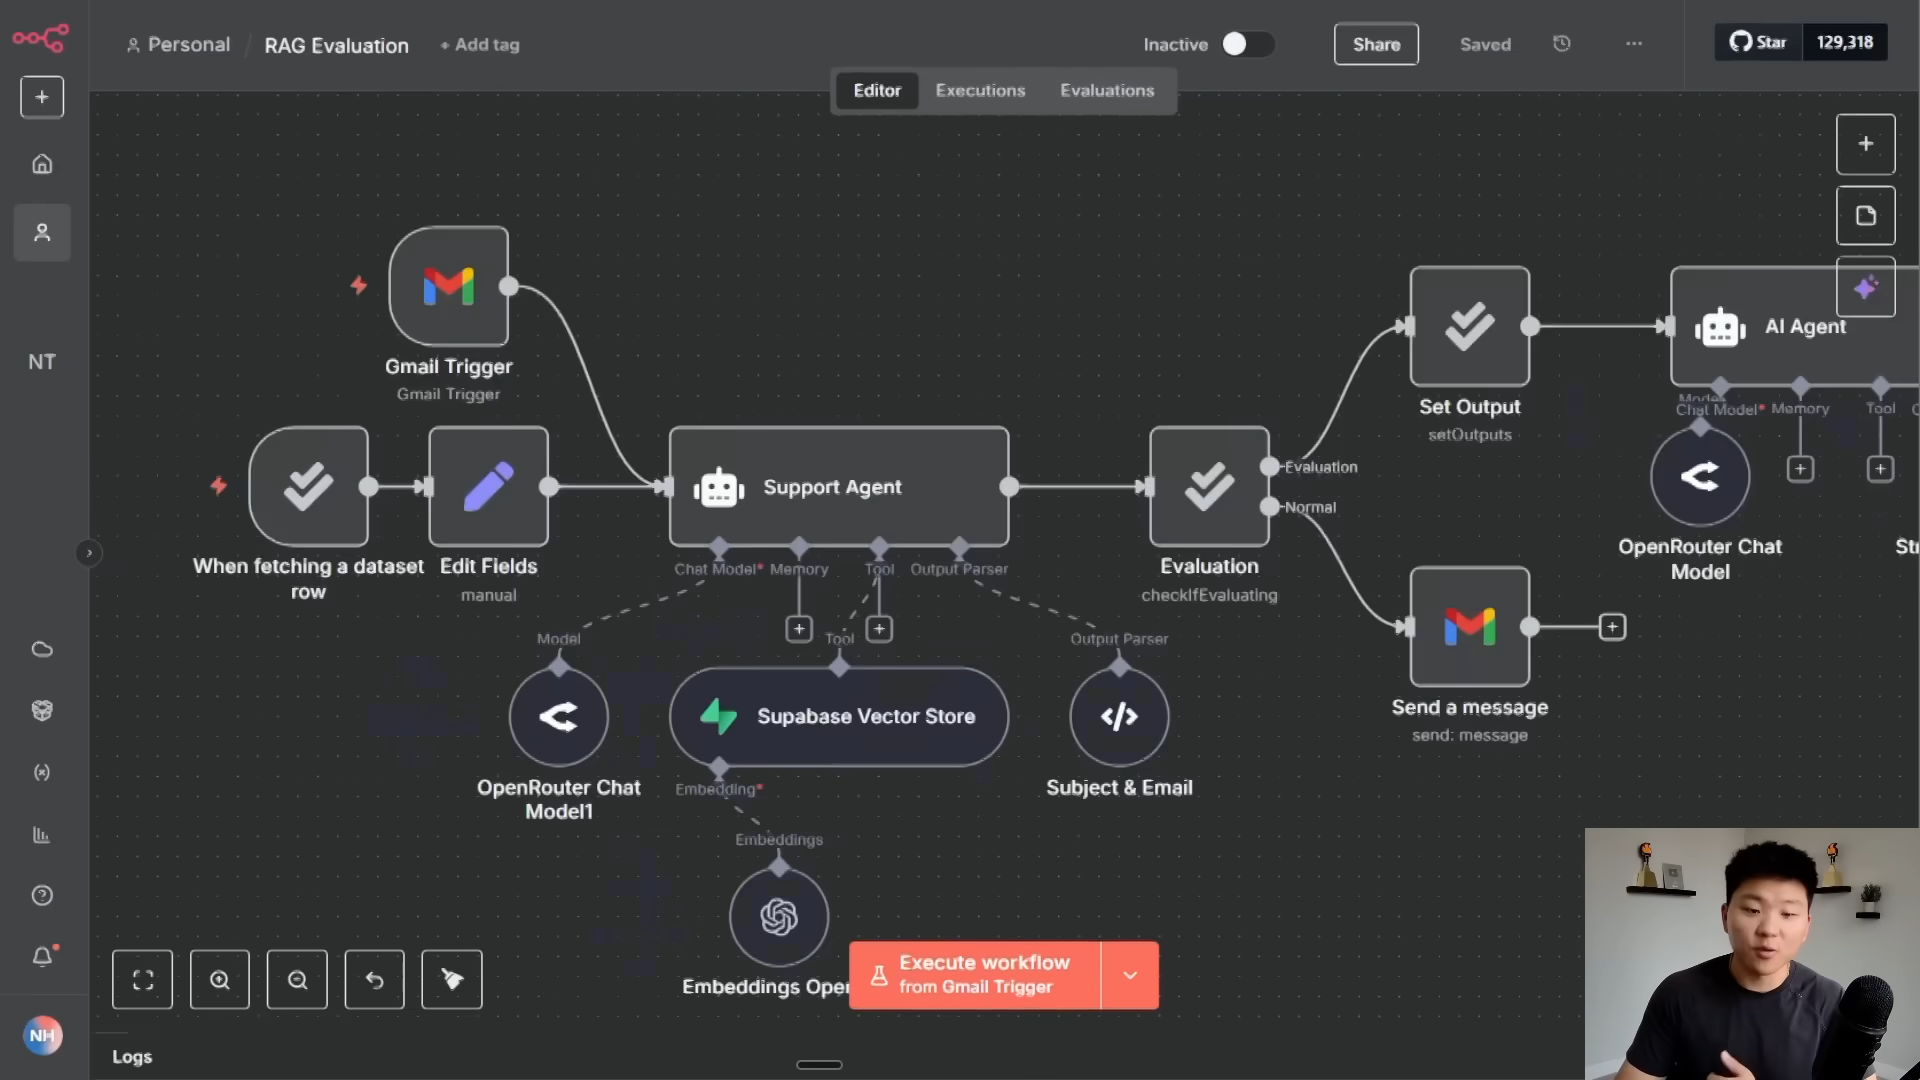 Personal / RAG Evaluation + Add tag
Inactive
Share
Saved
Star 129,318
Editor Executions Evaluations
NT
Gmail Trigger
Gmail Trigger
When fetching a dataset
row
Edit Fields
manual
Support Agent
Chat Model* Memory Tool Output Parser
Model
Tool
Output Parser
OpenRouter Chat
Model1
Supabase Vector Store
Embedding*
Embeddings
Subject & Email
Embeddings Oper
Evaluation
Normal
Evaluation
checkIfEvaluating
Set Output
setOutputs
AI Agent
Model
Chat Model* Memory Tool
OpenRouter Chat
Model
Send a message
send: message
Execute workflow
from Gmail Trigger
NH
Logs